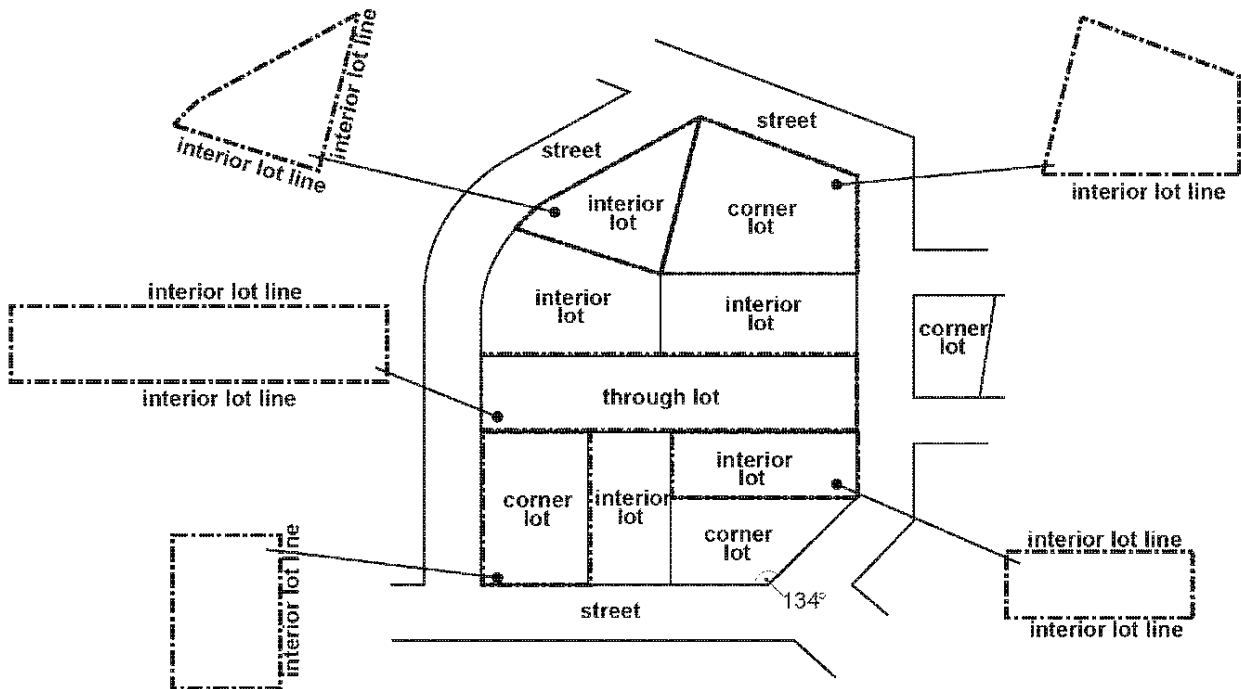 interior lot line
interior lot line
street
street
interior
lot
corner
lot
interior lot line
interior lot line
interior
lot
interior
lot
corner
lot
interior lot line
through lot
interior lot line
interior
lot
corner
lot
interior
lot
corner
lot
interior lot line
interior lot line
134°
street
interior lot line